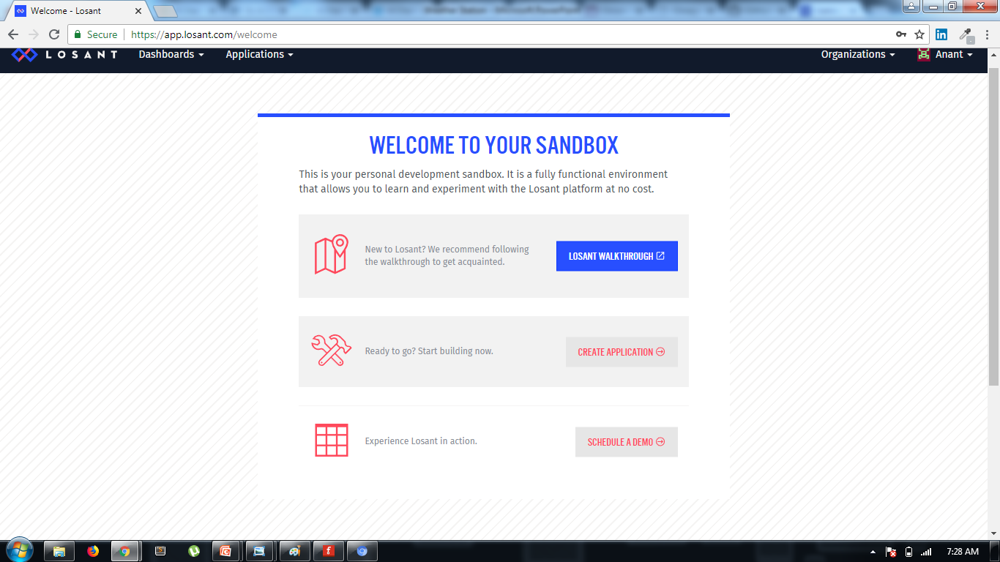 Welcome - Losant
Secure
https://app.losant.com/welcome
LOSANT
Dashboards
Applications
Organizations
Anant
WELCOME TO YOUR SANDBOX
This is your personal development sandbox. It is a fully functional environment
that allows you to learn and experiment with the Losant platform at no cost.
New to Losant? We recommend following
the walkthrough to get acquainted.
LOSANT WALKTHROUGH
Ready to go? Start building now.
CREATE APPLICATION
Experience Losant in action.
SCHEDULE A DEMO
7:28 AM